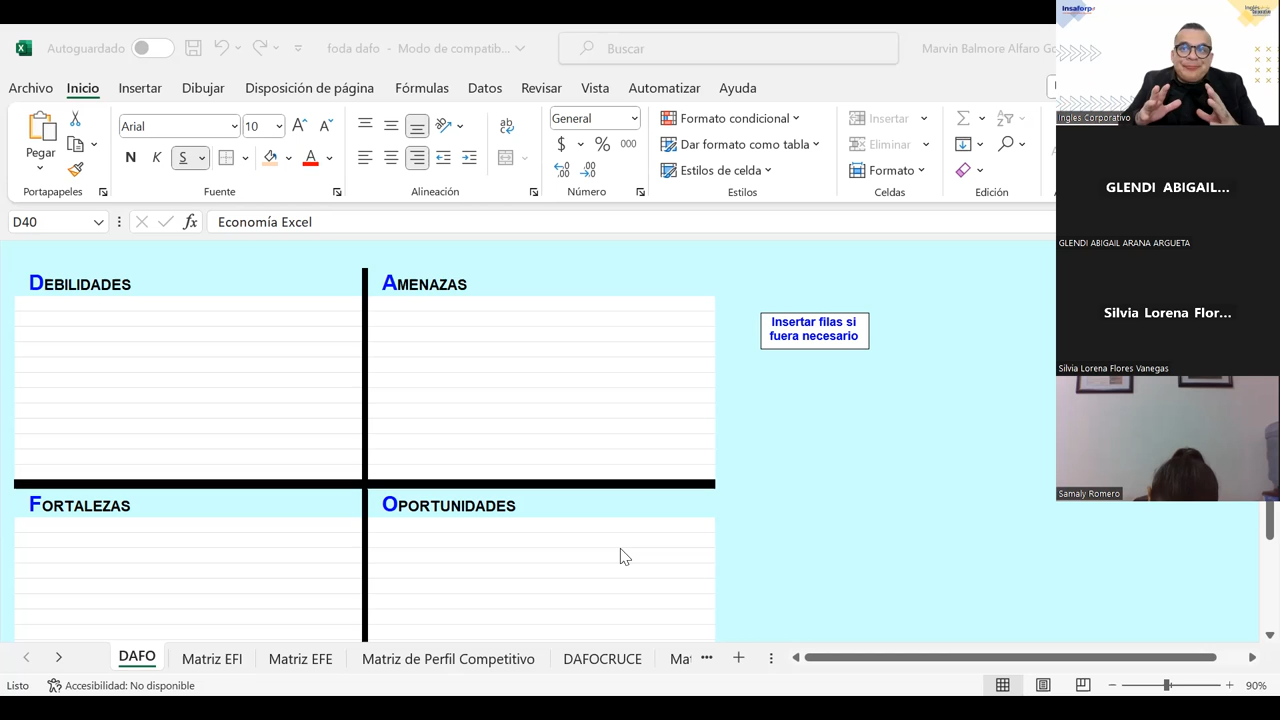 Autoguardado
foda dafo - Modo de compatib...
Buscar
Marvin Balmore Alfaro Go
Archivo Inicio Insertar Dibujar Disposición de página Fórmulas Datos Revisar Vista Automatizar Ayuda
Pegar
Portapapeles
Arial 10
N K S
Fuente
Alineación
General
$ % 000
Número
Formato condicional
Dar formato como tabla
Estilos de celda
Estilos
Insertar
Eliminar
Formato
Celdas
Edición
D40
fx
Economía Excel
DEBILIDADES
AMENAZAS
Insertar filas si
fuera necesario
FORTALEZAS
OPORTUNIDADES
DAFO Matriz EFI Matriz EFE Matriz de Perfil Competitivo DAFOCRUCE Ma
Listo
Accesibilidad: No disponible
90%
Insaforp
Ingles Corporativo
GLENDI ABIGAIL...
GLENDI ABIGAIL ARANA ARGUETA
Silvia Lorena Flor...
Silvia Lorena Flores Vanegas
Samaly Romero